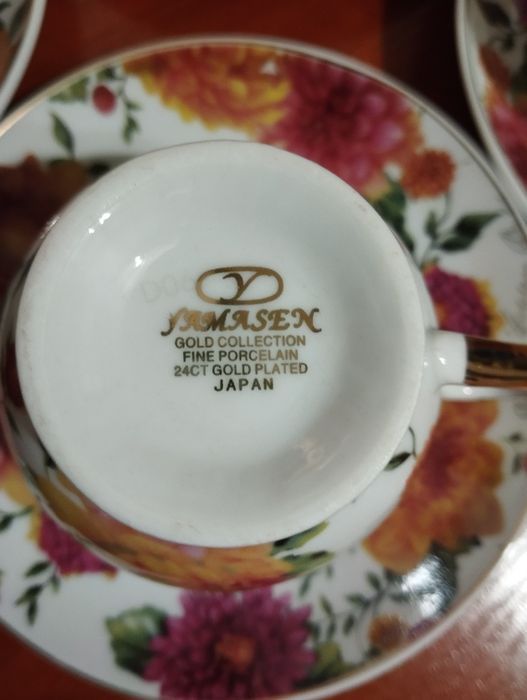 Y
YAMASEN
GOLD COLLECTION
FINE PORCELAIN
24CT GOLD PLATED
JAPAN